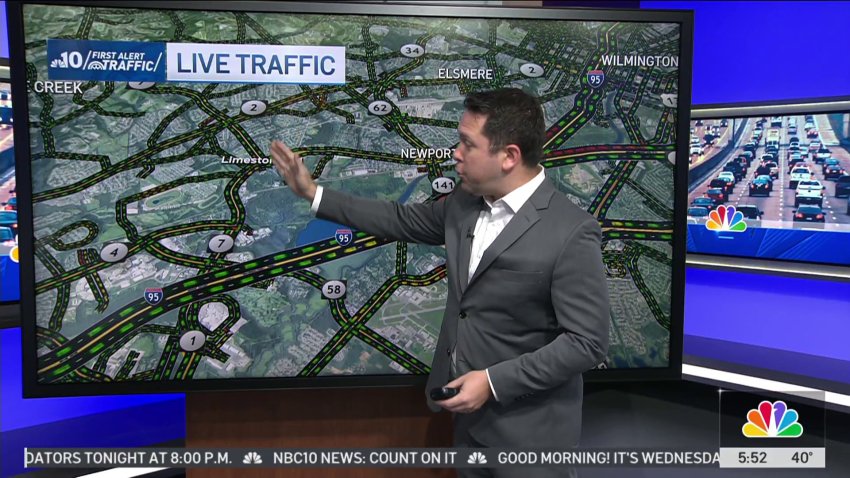 10
FIRST ALERT
TRAFFIC
LIVE TRAFFIC
CREEK
34
ELSMERE
2
95
WILMINGTON
2
62
NEWPORT
141
4
7
95
95
58
1
DATORS TONIGHT AT 8:00 P.M. NBC10 NEWS: COUNT ON IT GOOD MORNING! IT'S WEDNESDA
5:52 40°